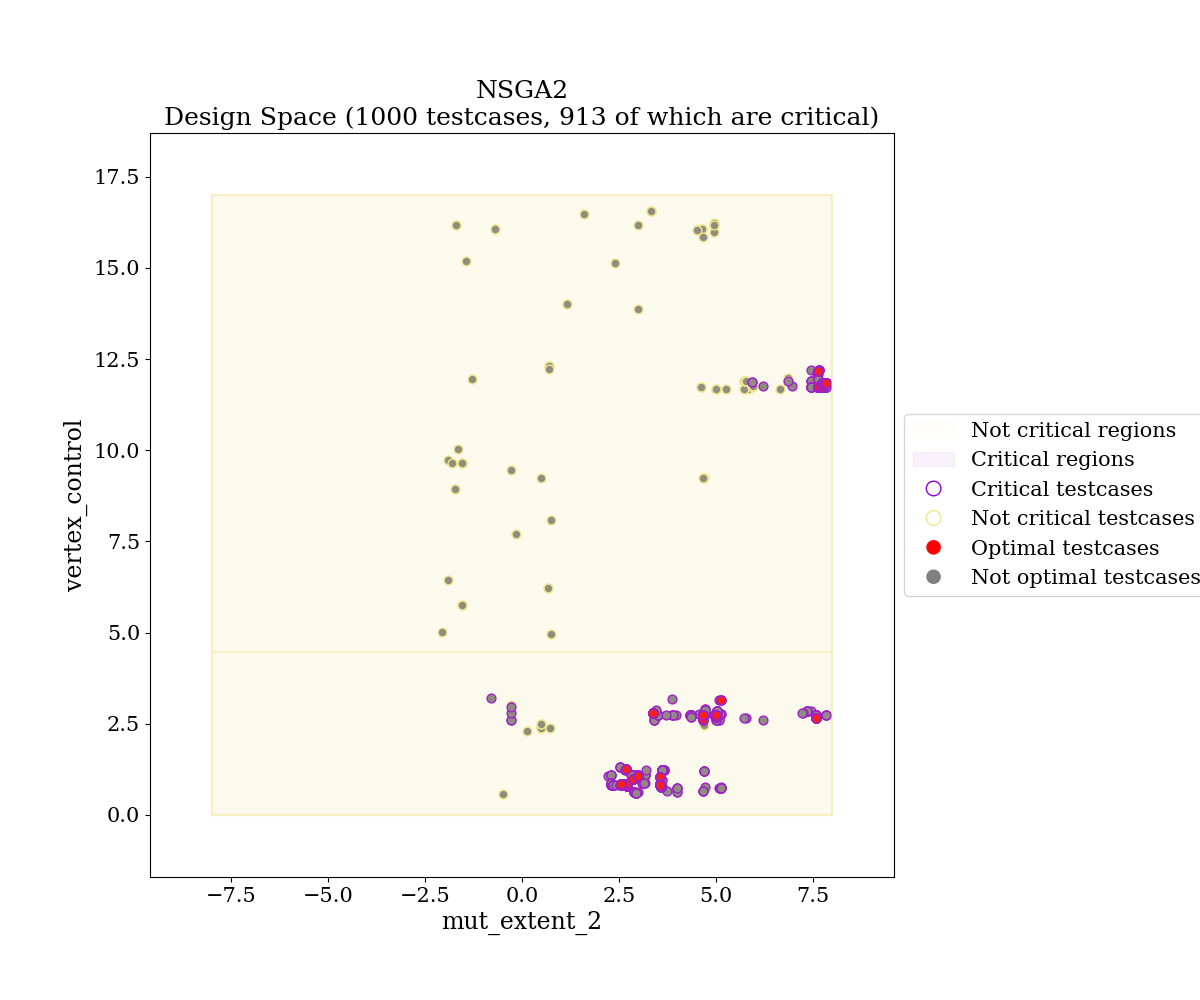 NSGA2
Design Space (1000 testcases, 913 of which are critical)
17.5
15.0
12.5
10.0
7.5
5.0
2.5
0.0
vertex_control
−7.5
−5.0
−2.5
0.0
2.5
5.0
7.5
mut_extent_2
Not critical regions
Critical regions
Critical testcases
Not critical testcases
Optimal testcases
Not optimal testcases